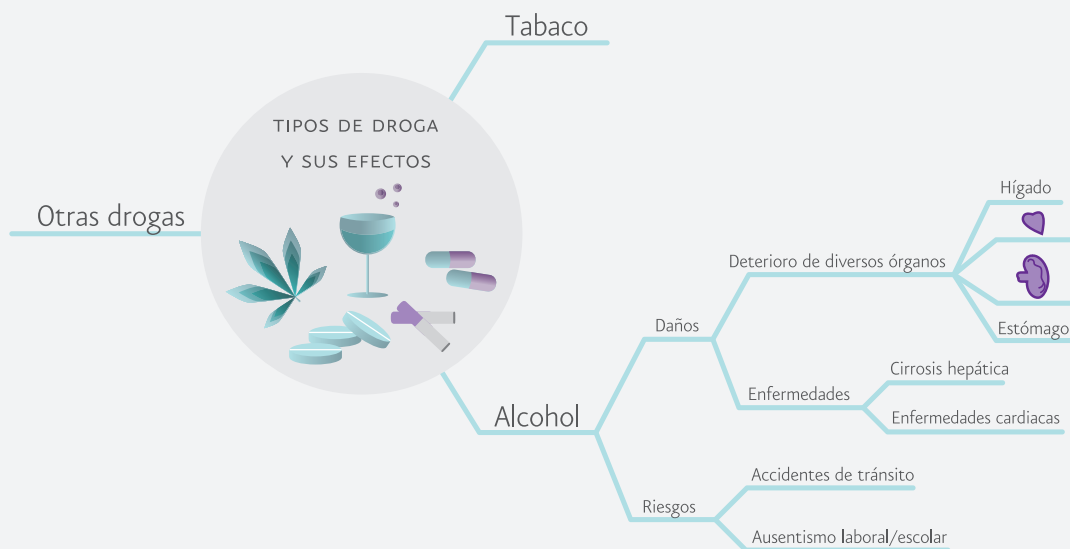 Tabaco
TIPOS DE DROGA
Y SUS EFECTOS
Otras drogas
Alcohol
Daños
Deterioro de diversos órganos
Hígado
Estómago
Enfermedades
Cirrosis hepática
Enfermedades cardiacas
Riesgos
Accidentes de tránsito
Ausentismo laboral/escolar